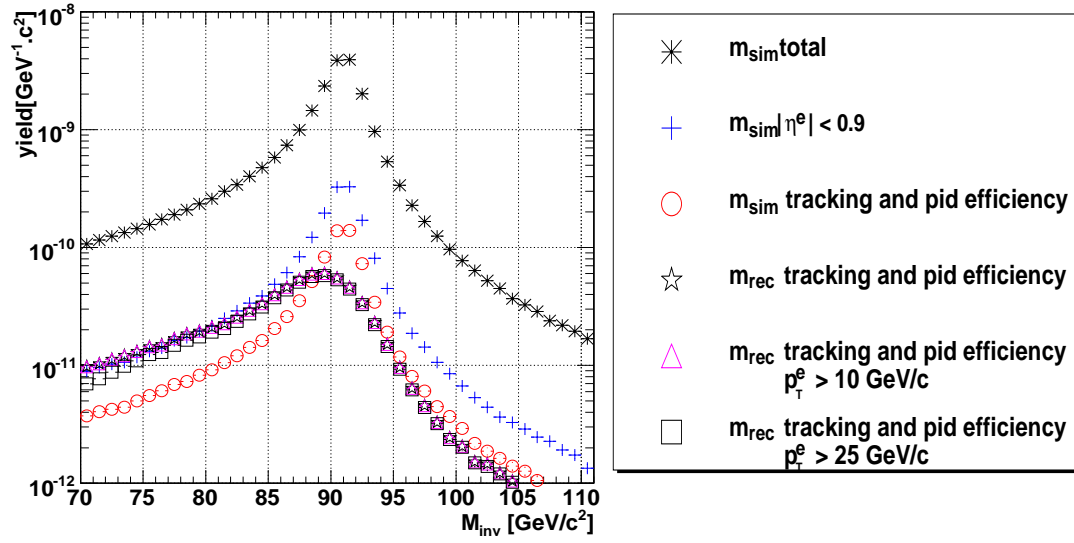 10⁻⁸
10⁻⁹
10⁻¹⁰
10⁻¹¹
10⁻¹²
yield[GeV⁻¹.c²]
70 75 80 85 90 95 100 105 110
M_inv [GeV/c²]
m_sim total
m_sim |η^e| < 0.9
m_sim tracking and pid efficiency
m_rec tracking and pid efficiency
m_rec tracking and pid efficiency
p_T^e > 10 GeV/c
m_rec tracking and pid efficiency
p_T^e > 25 GeV/c